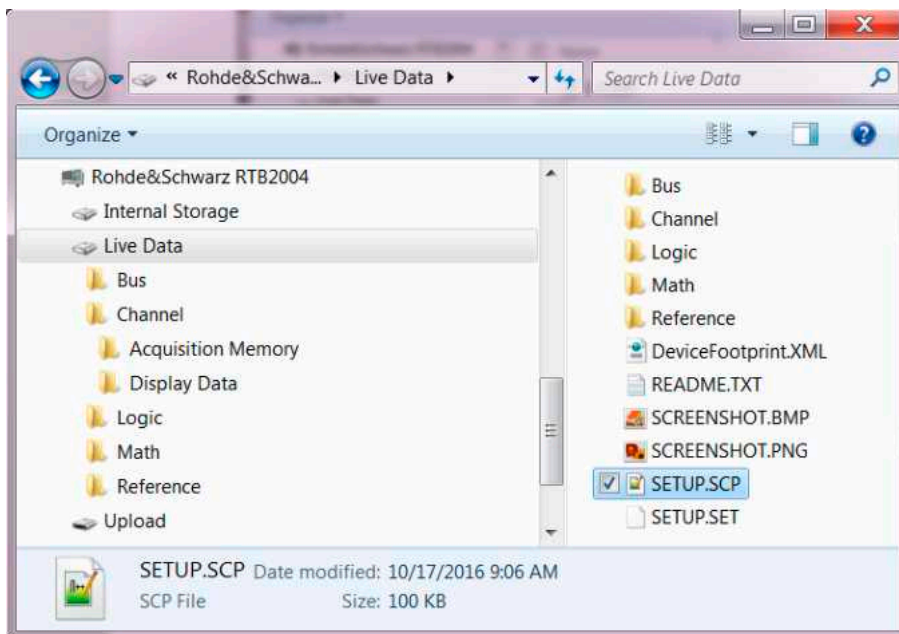 « Rohde&Schwa... Live Data
Search Live Data
Organize
Rohde&Schwarz RTB2004
Internal Storage
Live Data
Bus
Channel
Acquisition Memory
Display Data
Logic
Math
Reference
Upload
Bus
Channel
Logic
Math
Reference
DeviceFootprint.XML
README.TXT
SCREENSHOT.BMP
SCREENSHOT.PNG
SETUP.SCP
SETUP.SET
SETUP.SCP Date modified: 10/17/2016 9:06 AM
SCP File Size: 100 KB